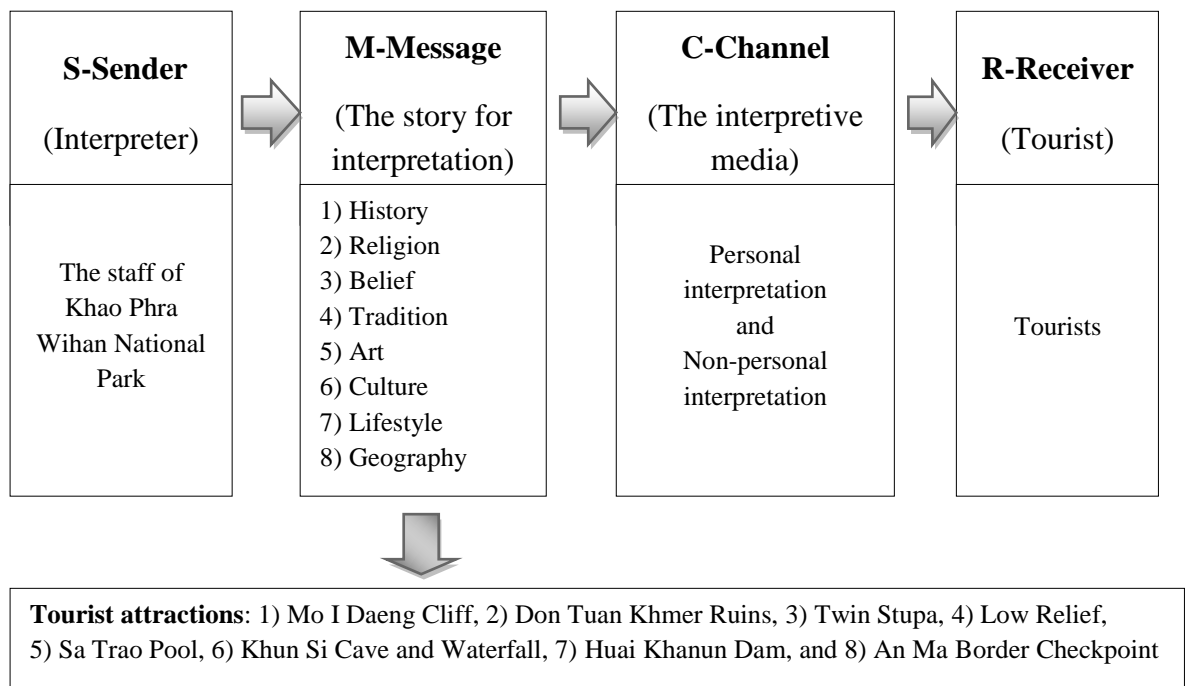 S-Sender
(Interpreter)
The staff of
Khao Phra
Wihan National
Park
M-Message
(The story for
interpretation)
1) History
2) Religion
3) Belief
4) Tradition
5) Art
6) Culture
7) Lifestyle
8) Geography
C-Channel
(The interpretive
media)
Personal
interpretation
and
Non-personal
interpretation
R-Receiver
(Tourist)
Tourists
Tourist attractions: 1) Mo I Daeng Cliff, 2) Don Tuan Khmer Ruins, 3) Twin Stupa, 4) Low Relief,
5) Sa Trao Pool, 6) Khun Si Cave and Waterfall, 7) Huai Khanun Dam, and 8) An Ma Border Checkpoint